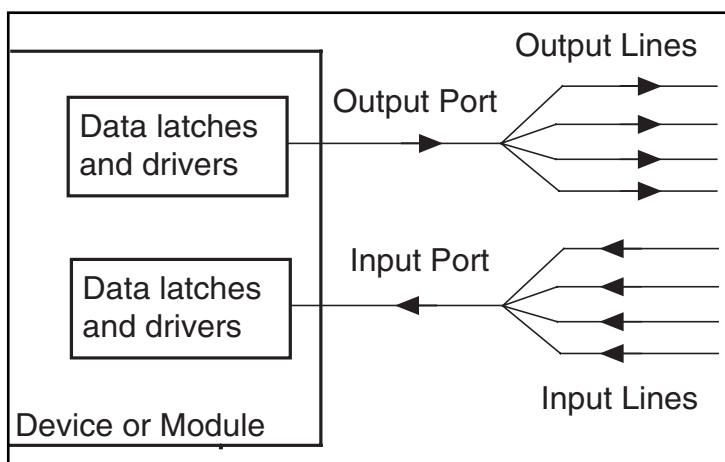 Output Lines
Output Port
Data latches
and drivers
Input Port
Data latches
and drivers
Input Lines
Device or Module